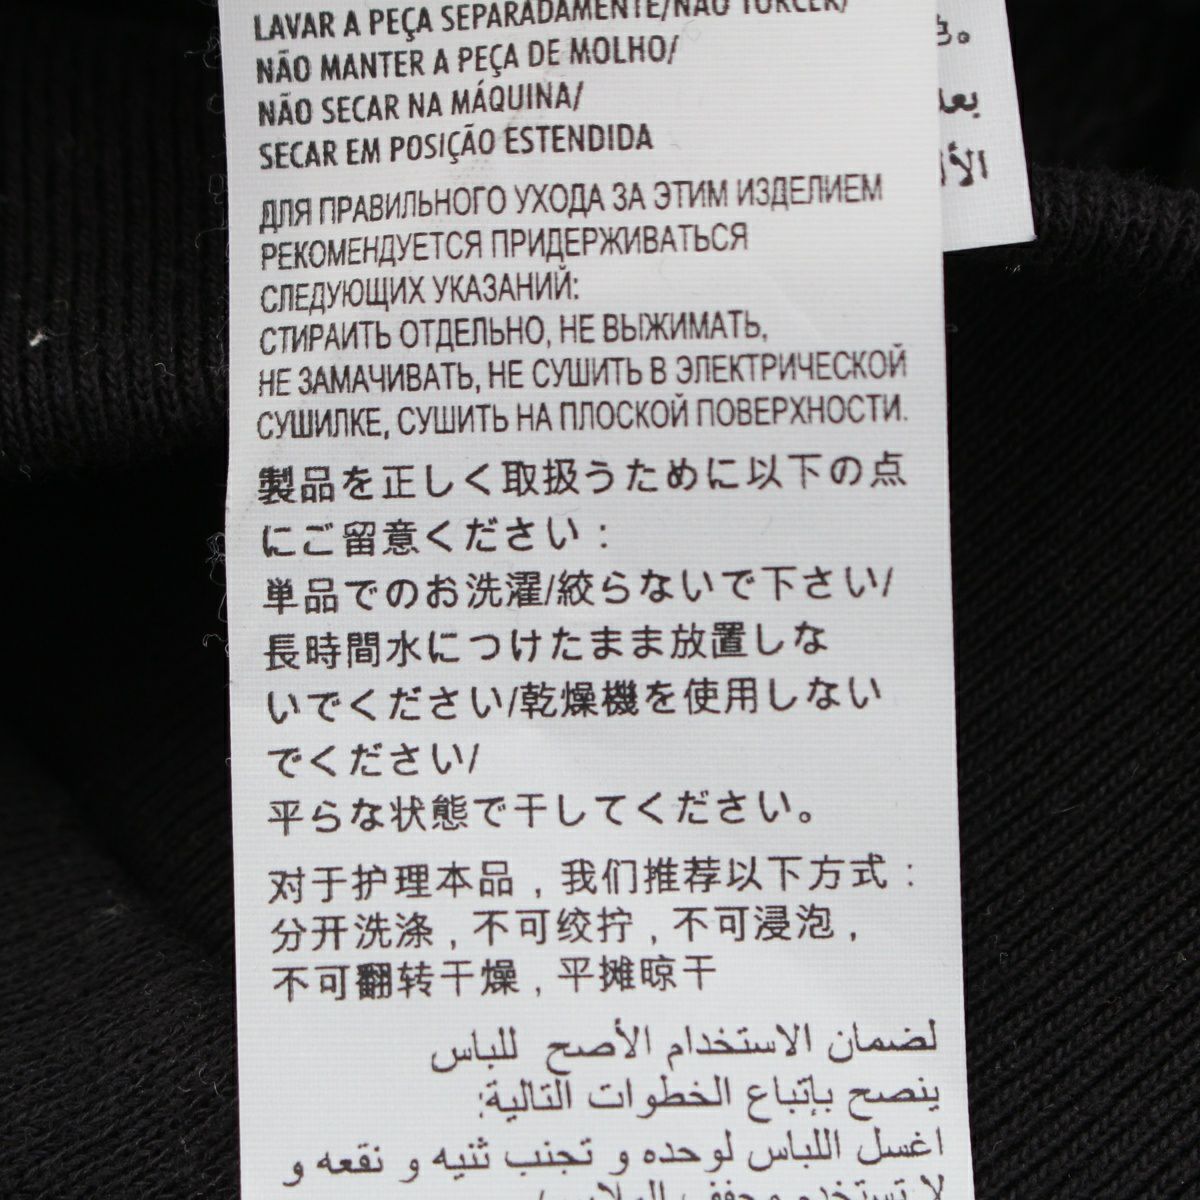 LAVAR A PEÇA SEPARADAMENTE/NÃO TORCER/
NÃO MANTER A PEÇA DE MOLHO/
NÃO SECAR NA MÁQUINA/
SECAR EM POSIÇÃO ESTENDIDA
ДЛЯ ПРАВИЛЬНОГО УХОДА ЗА ЭТИМ ИЗДЕЛИЕМ
РЕКОМЕНДУЕТСЯ ПРИДЕРЖИВАТЬСЯ
СЛЕДУЮЩИХ УКАЗАНИЙ:
СТИРАИТЬ ОТДЕЛЬНО, НЕ ВЫЖИМАТЬ,
НЕ ЗАМАЧИВАТЬ, НЕ СУШИТЬ В ЭЛЕКТРИЧЕСКОЙ
СУШИЛКЕ, СУШИТЬ НА ПЛОСКОЙ ПОВЕРХНОСТИ.
製品を正しく取扱うために以下の点
にご留意ください：
単品でのお洗濯/絞らないで下さい/
長時間水につけたまま放置しな
いでください/乾燥機を使用しない
でください/
平らな状態で干してください。
对于护理本品，我们推荐以下方式：
分开洗涤，不可绞拧，不可浸泡，
不可翻转干燥，平摊晾干
لضمان الاستخدام الأصح للباس
ينصح بإتباع الخطوات التالية:
اغسل اللباس لوحده و تجنب ثنيه و نقعه و